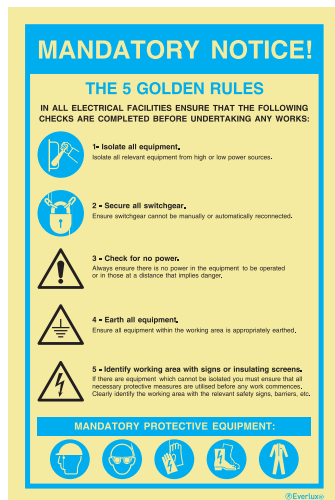 MANDATORY NOTICE!
THE 5 GOLDEN RULES
IN ALL ELECTRICAL FACILITIES ENSURE THAT THE FOLLOWING
CHECKS ARE COMPLETED BEFORE UNDERTAKING ANY WORKS:
1- Isolate all equipment.
Isolate all relevant equipment from high or low power sources.
2 - Secure all switchgear.
Ensure switchgear cannot be manually or automatically reconnected.
3 - Check for no power.
Always ensure there is no power in the equipment to be operated
or in those at a distance that implies danger.
4 - Earth all equipment.
Ensure all equipment within the working area is appropriately earthed.
5 - Identify working area with signs or insulating screens.
If there are equipment which cannot be isolated you must ensure that all
necessary protective measures are utilised before any work commences.
Clearly identify the working area with the relevant safety signs, barriers, etc.
MANDATORY PROTECTIVE EQUIPMENT:
Everlux®